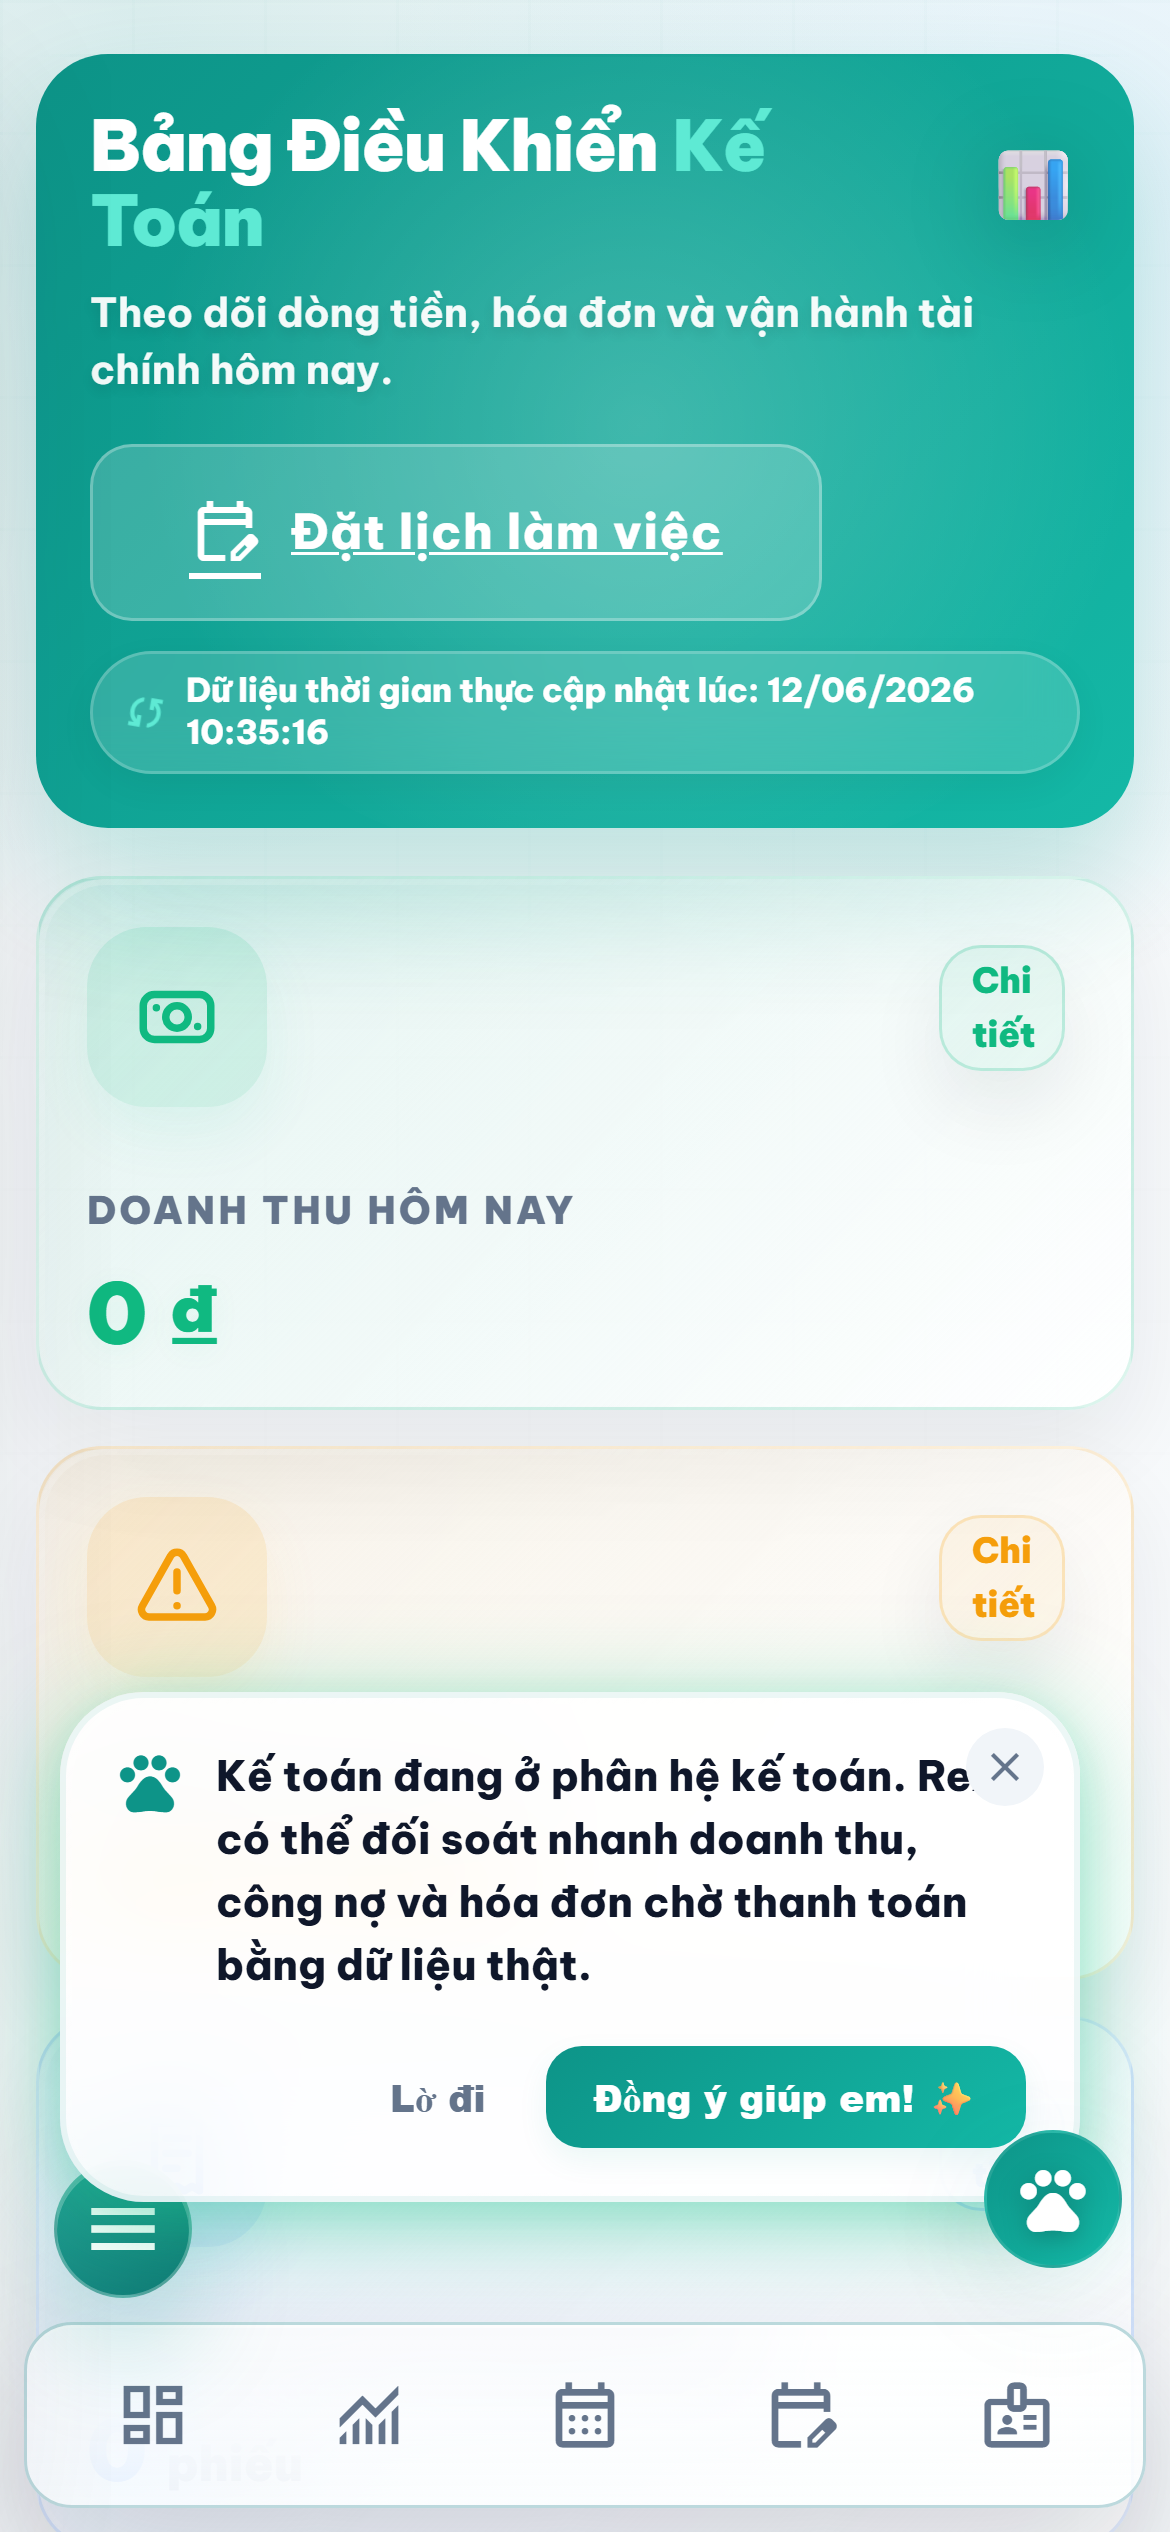 Bảng Điều Khiển Kế
Toán
Theo dõi dòng tiền, hóa đơn và vận hành tài
chính hôm nay.
Đặt lịch làm việc
Dữ liệu thời gian thực cập nhật lúc: 12/06/2026
10:35:16
Chi
tiết
DOANH THU HÔM NAY
0 ₫
Chi
tiết
Kế toán đang ở phân hệ kế toán.
có thể đối soát nhanh doanh thu,
công nợ và hóa đơn chờ thanh toán
bằng dữ liệu thật.
Lờ đi
Đồng ý giúp em! ✨
0 phiếu